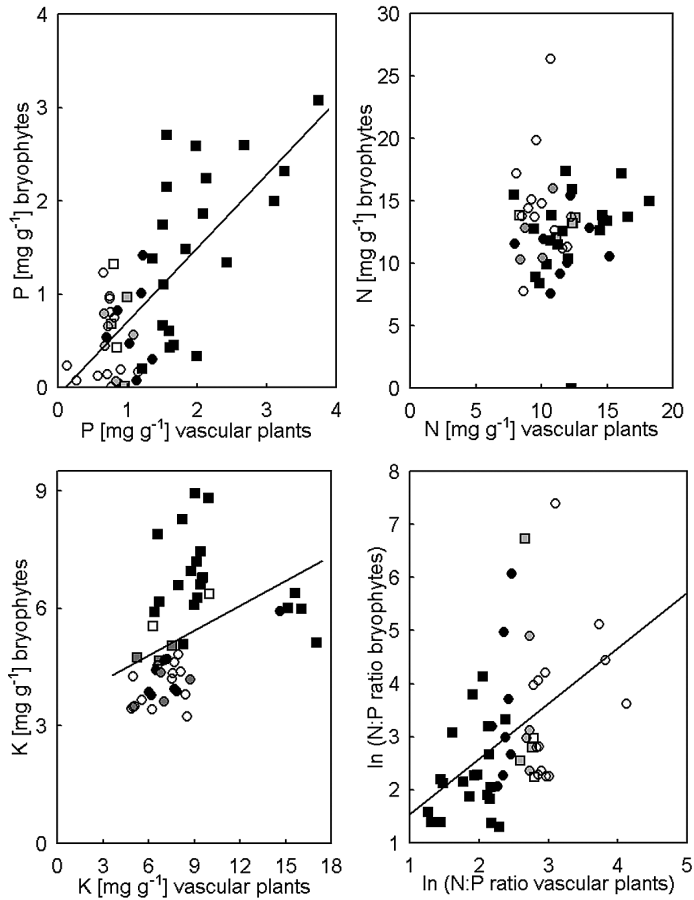 4
3
2
1
0
0 1 2 3 4
P [mg g⁻¹] bryophytes
P [mg g⁻¹] vascular plants
30
25
20
15
10
5
0
0 5 10 15 20
N [mg g⁻¹] bryophytes
N [mg g⁻¹] vascular plants
9
6
3
0
0 3 6 9 12 15 18
K [mg g⁻¹] bryophytes
K [mg g⁻¹] vascular plants
8
7
6
5
4
3
2
1
1 2 3 4 5
ln (N:P ratio bryophytes)
ln (N:P ratio vascular plants)